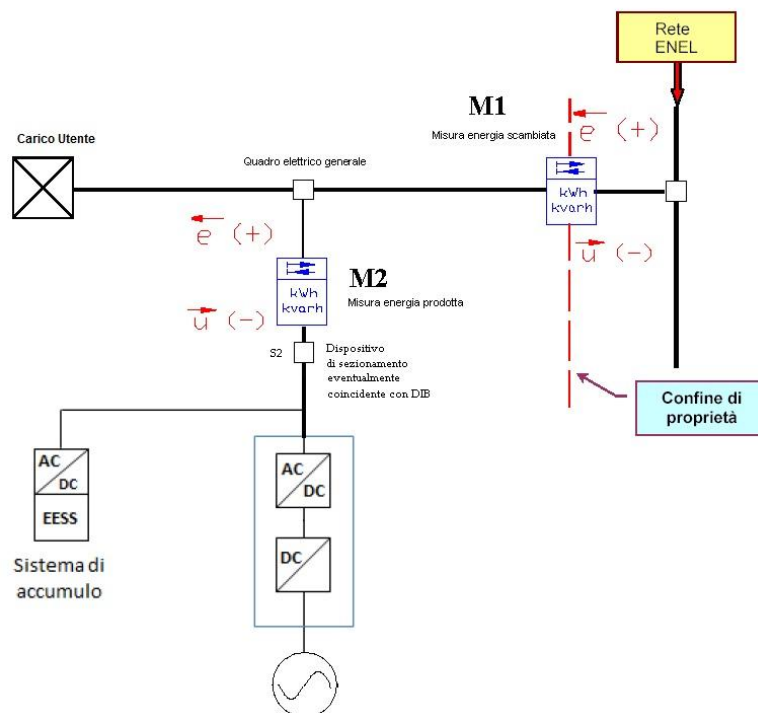 Rete
ENEL
M1
Misura energia scambiata
e (+)
Carico Utente
Quadro elettrico generale
kWh
kvarh
e (+)
u (-)
M2
kWh
kvarh
Misura energia prodotta
u (-)
S2
Dispositivo
di sezionamento
eventualmente
coincidente con DIB
Confine di
proprietà
AC
DC
EESS
AC
DC
DC
Sistema di
accumulo